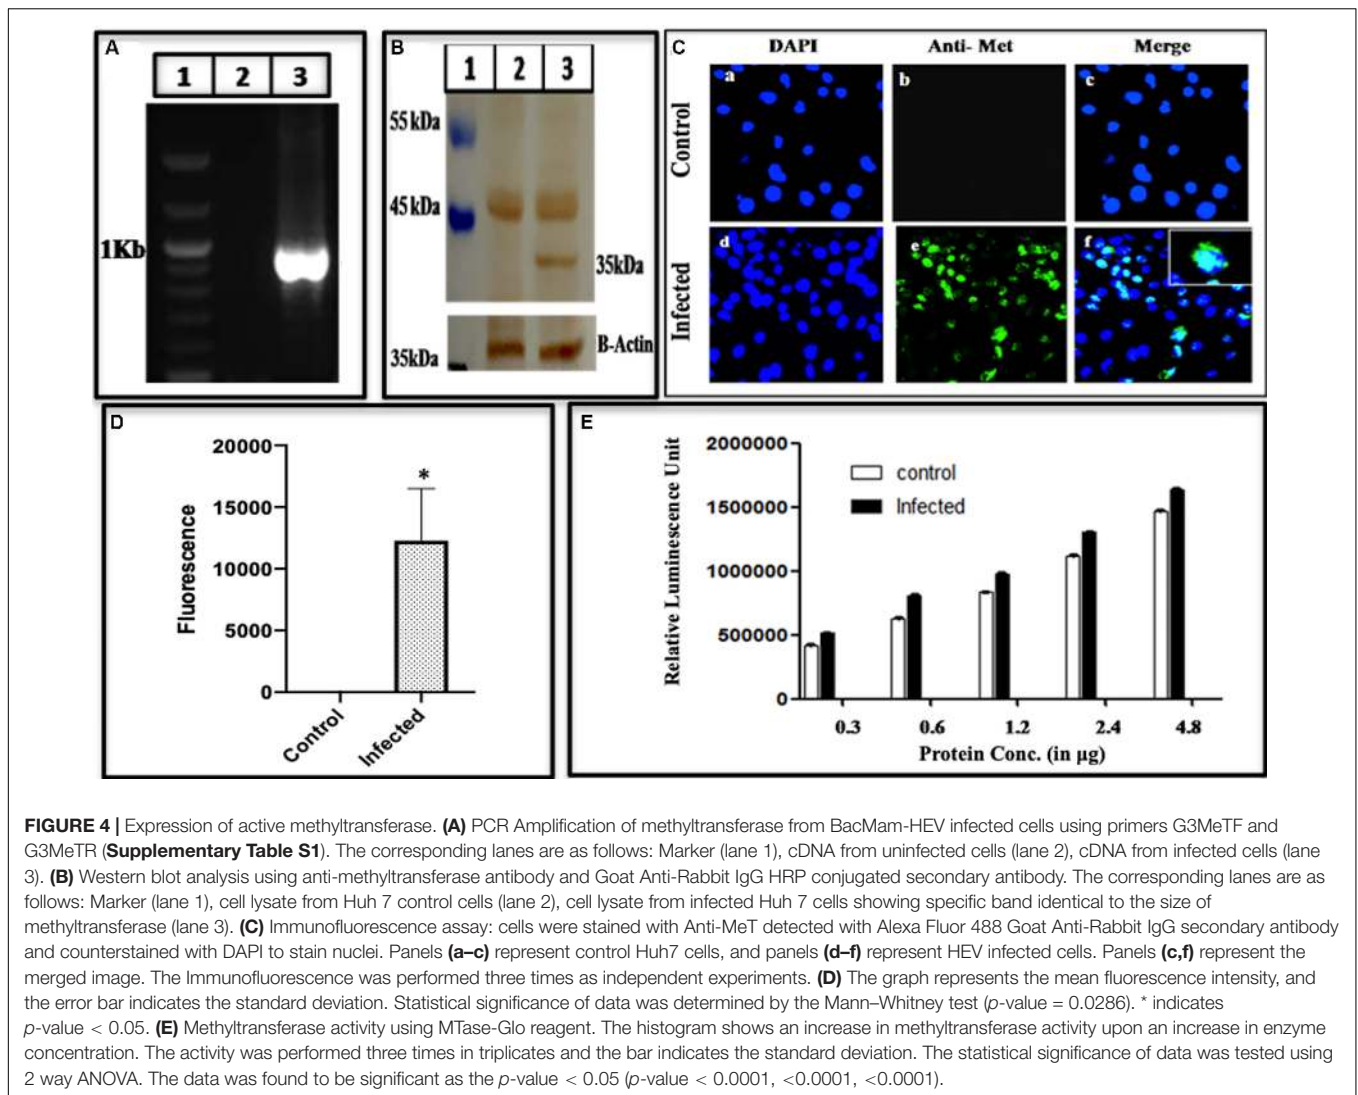 A
1 2 3
1Kb
B
1 2 3
55kDa
45kDa
35kDa
B-Actin
35kDa
C
DAPI Anti- Met Merge
Control
a b c
Infected
d e f
D
20000
15000
10000
5000
0
Fluorescence
*
Control
Infected
E
2000000
1500000
1000000
500000
0
Relative Luminescence Unit
control
Infected
0.3 0.6 1.2 2.4 4.8
Protein Conc. (in µg)
FIGURE 4 | Expression of active methyltransferase. (A) PCR Amplification of methyltransferase from BacMam-HEV infected cells using primers G3MeTF and
G3MeTR (Supplementary Table S1). The corresponding lanes are as follows: Marker (lane 1), cDNA from uninfected cells (lane 2), cDNA from infected cells (lane
3). (B) Western blot analysis using anti-methyltransferase antibody and Goat Anti-Rabbit IgG HRP conjugated secondary antibody. The corresponding lanes are as
follows: Marker (lane 1), cell lysate from Huh 7 control cells (lane 2), cell lysate from infected Huh 7 cells showing specific band identical to the size of
methyltransferase (lane 3). (C) Immunofluorescence assay: cells were stained with Anti-MeT detected with Alexa Fluor 488 Goat Anti-Rabbit IgG secondary antibody
and counterstained with DAPI to stain nuclei. Panels (a–c) represent control Huh7 cells, and panels (d–f) represent HEV infected cells. Panels (c,f) represent the
merged image. The Immunofluorescence was performed three times as independent experiments. (D) The graph represents the mean fluorescence intensity, and
the error bar indicates the standard deviation. Statistical significance of data was determined by the Mann–Whitney test (p-value = 0.0286). * indicates
p-value < 0.05. (E) Methyltransferase activity using MTase-Glo reagent. The histogram shows an increase in methyltransferase activity upon an increase in enzyme
concentration. The activity was performed three times in triplicates and the bar indicates the standard deviation. The statistical significance of data was tested using
2 way ANOVA. The data was found to be significant as the p-value < 0.05 (p-value < 0.0001, <0.0001, <0.0001).